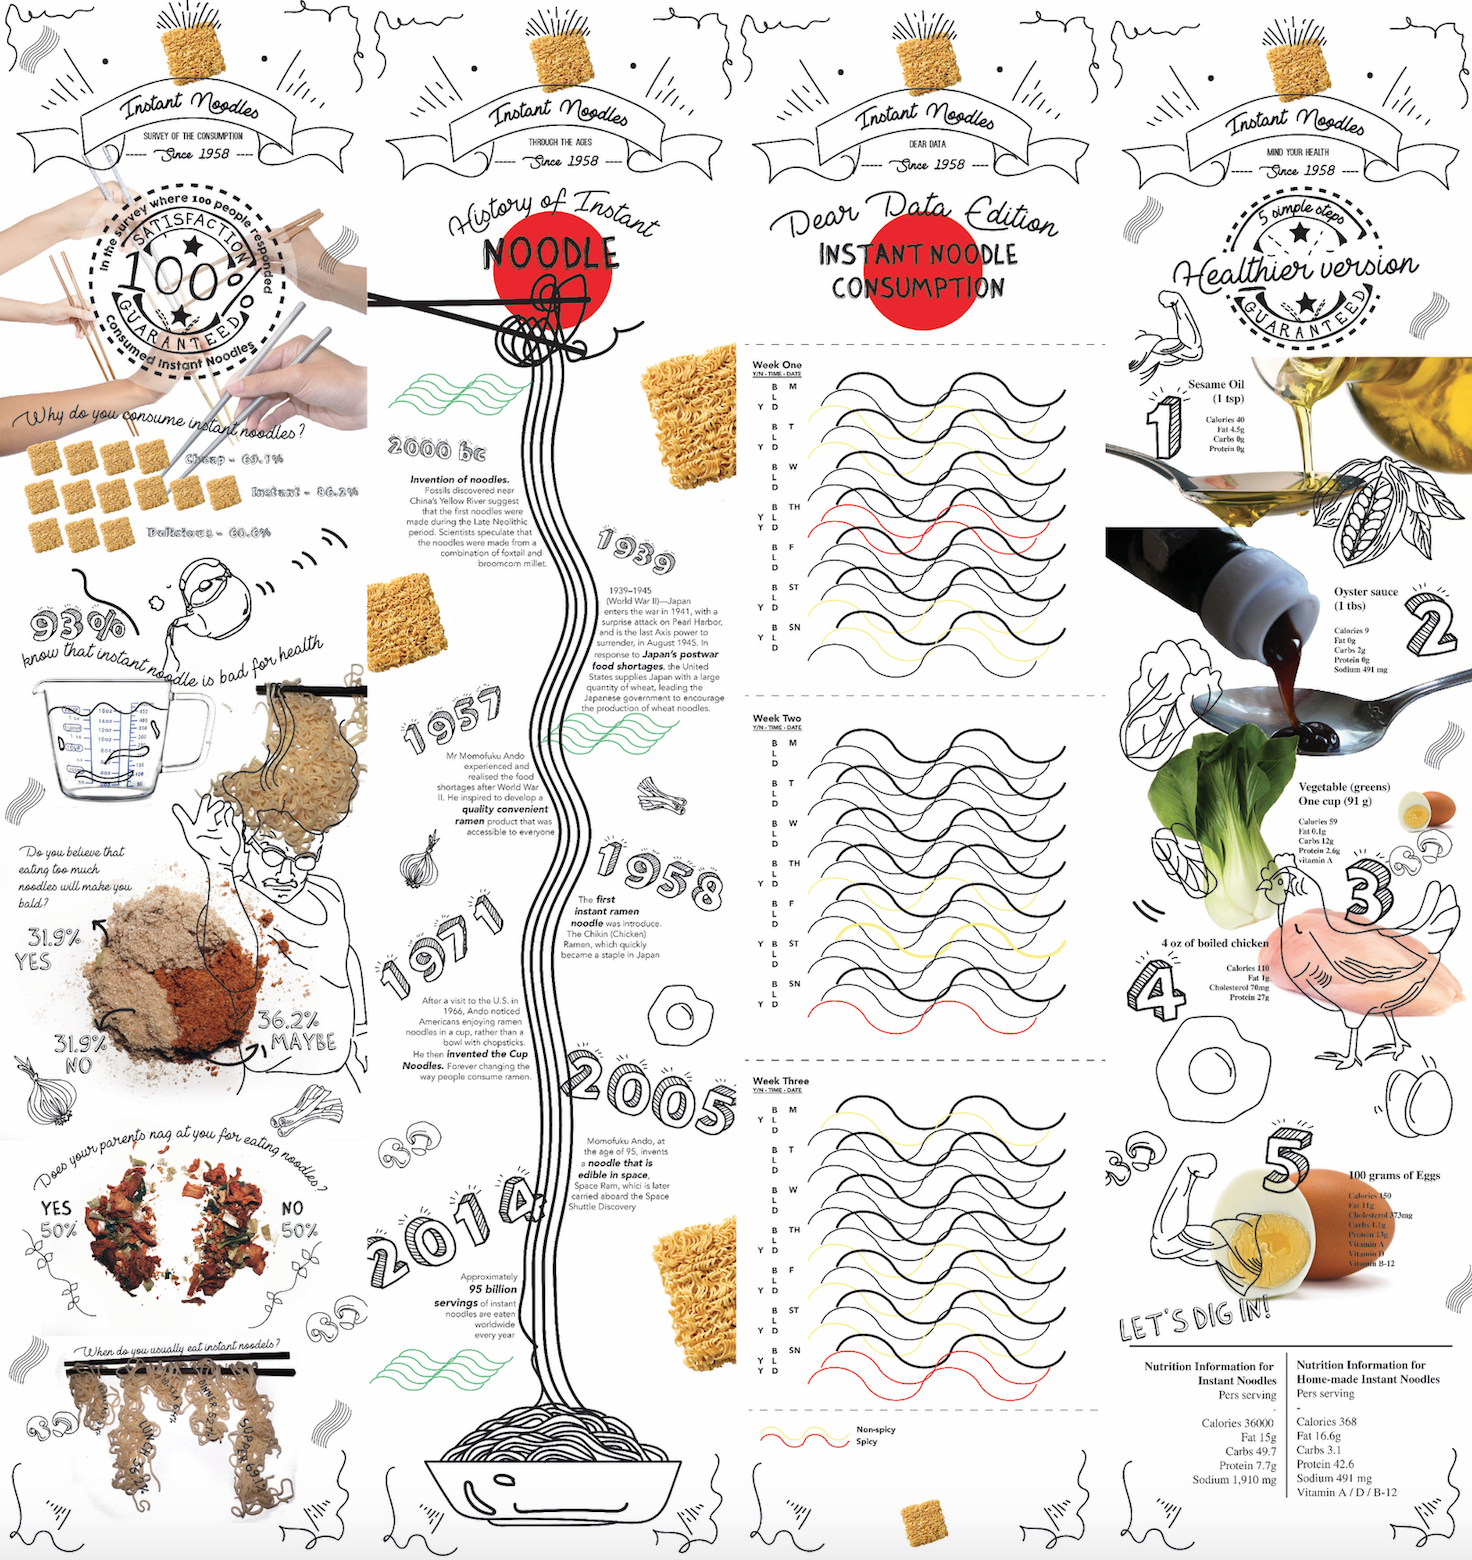 Instant Noodles
SURVEY OF THE CONSUMPTION
Since 1958
In the survey where 100 people responded
SATISFACTION
100%
GUARANTEED
Consumed Instant Noodles
Why do you consume instant noodles?
Cheap - 69.1%
Instant - 86.2%
Delicious - 60.6%
93%
know that instant noodle is bad for health
Do you believe that
eating too much
noodles will make you
bald?
31.9%
YES
36.2%
MAYBE
31.9%
NO
Does your parents nag at you for eating noodles?
YES
50%
NO
50%
When do you usually eat instant noodels?
LUNCH
DINNER
SUPPER
Instant Noodles
THROUGH THE AGES
Since 1958
History of Instant
NOODLE
2000 bc
Invention of noodles.
Fossils discovered near
China's Yellow River suggest
that the first noodles were
made during the Late Neolithic
period. Scientists speculate that
the noodles were made from a
combination of foxtail and
broomcorn millet.
1939
1939–1945
(World War II)—Japan
enters the war in 1941, with a
surprise attack on Pearl Harbor,
and is the last Axis power to
surrender, in August 1945. In
response to Japan's postwar
food shortages, the United
States supplies Japan with a large
quantity of wheat, leading the
Japanese government to encourage
the production of wheat noodles.
1957
Mr Momofuku Ando
experienced and
realised the food
shortages after World War
II. He inspired to develop a
quality convenient
ramen product that was
accessible to everyone
1958
The first
instant ramen
noodle was introduce.
The Chikin (Chicken)
Ramen, which quickly
became a staple in Japan
1971
After a visit to the U.S. in
1966, Ando noticed
Americans enjoying ramen
noodles in a cup, rather than a
bowl with chopsticks.
He then invented the Cup
Noodles. Forever changing the
way people consume ramen.
2005
Momofuku Ando, at
the age of 95, invents
a noodle that is
edible in space,
Space Ram, whici is later
carried aboard the Space
Shuttle Discovery
2014
Approximately
95 billion
servings of instant
noodles are eaten
worldwide
every year
Instant Noodles
DEAR DATA
Since 1958
Dear Data Edition
INSTANT NOODLE
CONSUMPTION
Week One
Y/N - TIME - DATE
B M
L
Y D
B T
L
Y D
B W
L
D
B TH
Y L
Y D
B F
L
D
B ST
L
Y D
B SN
Y L
D
Week Two
Y/N - TIME - DATE
B M
L
D
B T
L
D
B W
L
D
B TH
L
Y D
B F
L
D
Y B ST
L
D
B SN
L
Y D
Week Three
Y/N - TIME - DATE
B M
Y L
D
B T
L
D
B W
L
D
B TH
L
Y D
B F
L
Y D
B ST
L
Y D
B SN
Y L
Y D
Non-spicy
Spicy
Instant Noodles
MIND YOUR HEALTH
Since 1958
5 simple steps
Healthier version
GUARANTEED
1
Sesame Oil
(1 tsp)
Calories 40
Fat 4.5g
Carbs 0g
Protein 0g
2
Oyster sauce
(1 tbs)
Calories 9
Fat 0g
Carbs 2g
Protein 0g
Sodium 491 mg
3
Vegetable (greens)
One cup (91 g)
Calories 59
Fat 0.1g
Carbs 12g
Protein 2.6g
vitamin A
4
4 oz of boiled chicken
Calories 110
Fat 1g
Cholesterol 70mg
Protein 27g
5
100 grams of Eggs
Calories 150
Fat 11g
Cholesterol 373mg
Carbs 1.1g
Protein 13g
Vitamin A
Vitamin D
Vitamin B-12
LET'S DIG IN!
Nutrition Information for
Instant Noodles
Pers serving
-
Calories 36000
Fat 15g
Carbs 49.7
Protein 7.7g
Sodium 1,910 mg
Nutrition Information for
Home-made Instant Noodles
Pers serving
-
Calories 368
Fat 16.6g
Carbs 3.1
Protein 42.6
Sodium 491 mg
Vitamin A / D / B-12